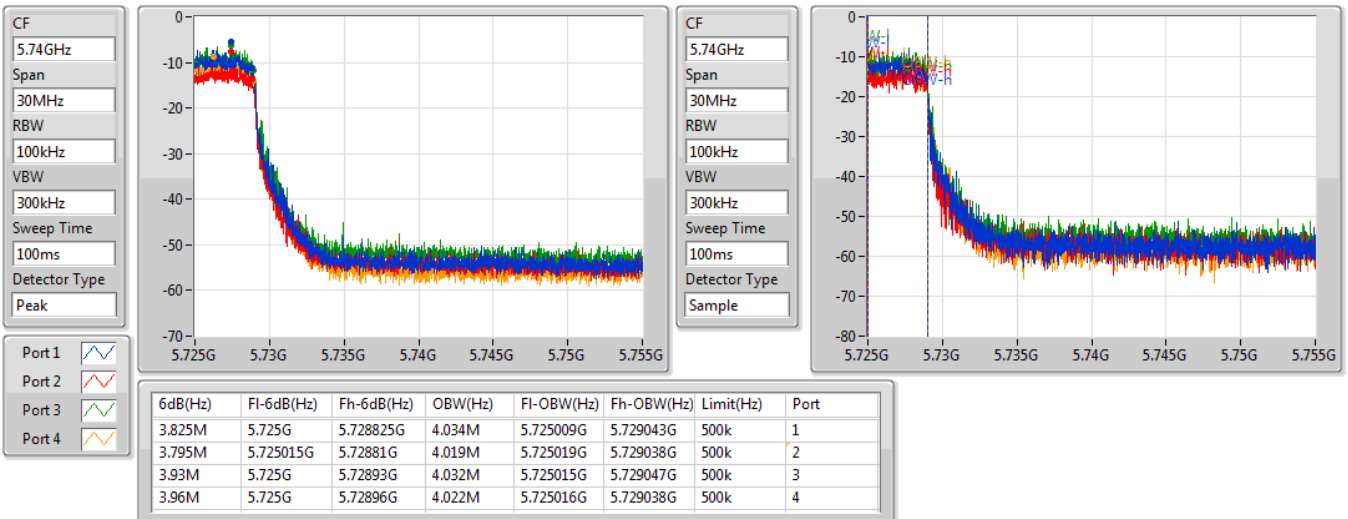 CF
5.74GHz
Span
30MHz
RBW
100kHz
VBW
300kHz
Sweep Time
100ms
Detector Type
Peak
0
-10
-20
-30
-40
-50
-60
-70
5.725G 5.73G 5.735G 5.74G 5.745G 5.75G 5.755G
CF
5.74GHz
Span
30MHz
RBW
100kHz
VBW
300kHz
Sweep Time
100ms
Detector Type
Sample
0
-10
-20
-30
-40
-50
-60
-70
-80
5.725G 5.73G 5.735G 5.74G 5.745G 5.75G 5.755G
Port 1
Port 2
Port 3
Port 4
6dB(Hz) Fl-6dB(Hz) Fh-6dB(Hz) OBW(Hz) Fl-OBW(Hz) Fh-OBW(Hz) Limit(Hz) Port
3.825M 5.725G 5.728825G 4.034M 5.725009G 5.729043G 500k 1
3.795M 5.725015G 5.72881G 4.019M 5.725019G 5.729038G 500k 2
3.93M 5.725G 5.72893G 4.032M 5.725015G 5.729047G 500k 3
3.96M 5.725G 5.72896G 4.022M 5.725016G 5.729038G 500k 4